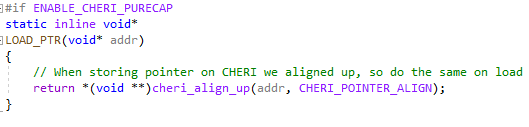 #if ENABLE_CHERI_PURECAP
static inline void*
LOAD_PTR(void* addr)
{
// When storing pointer on CHERI we aligned up, so do the same on load
return *(void **)cheri_align_up(addr, CHERI_POINTER_ALIGN);
}